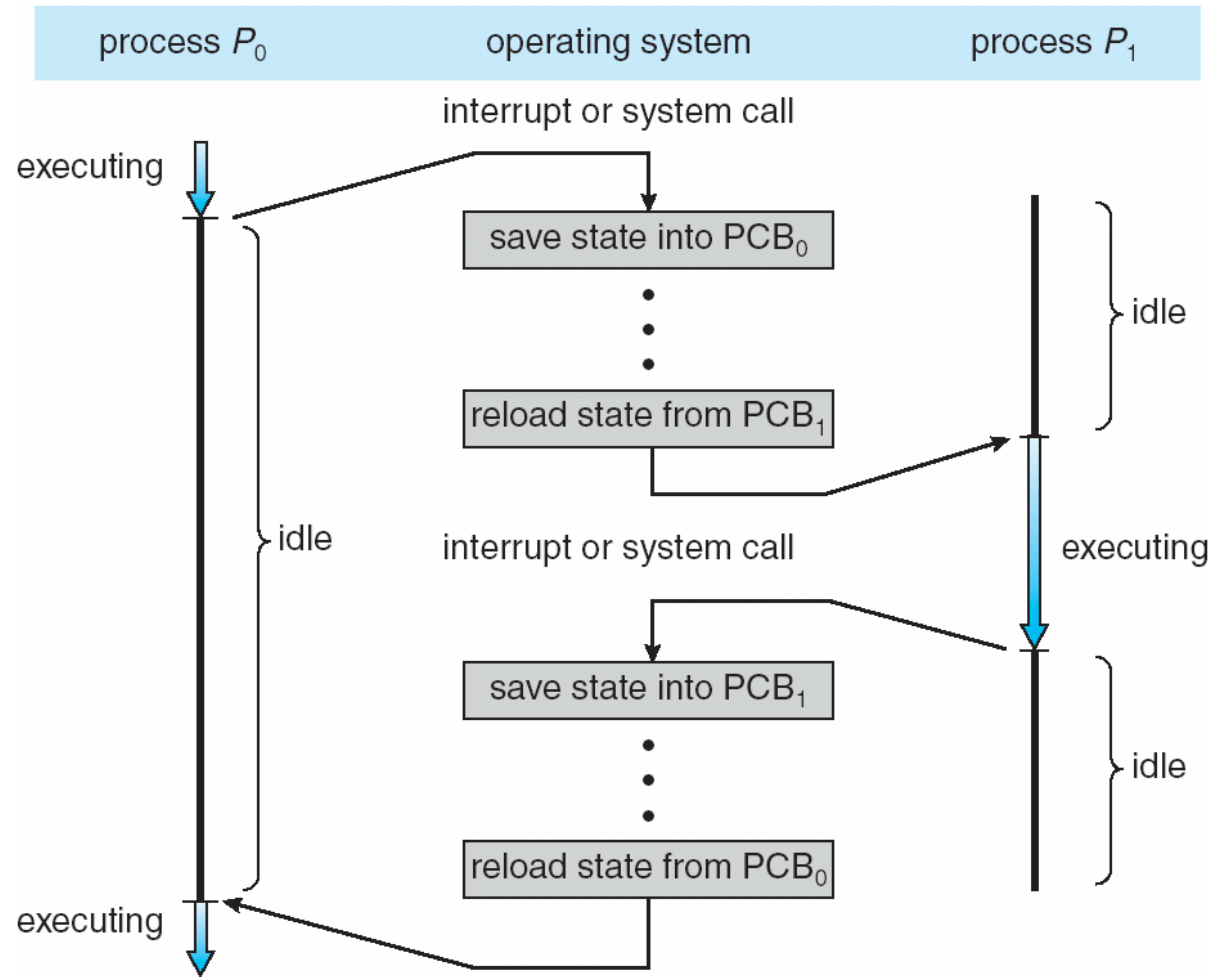 process P₀ operating system process P₁
interrupt or system call
executing
save state into PCB₀
idle
reload state from PCB₁
idle
interrupt or system call
executing
save state into PCB₁
idle
reload state from PCB₀
executing